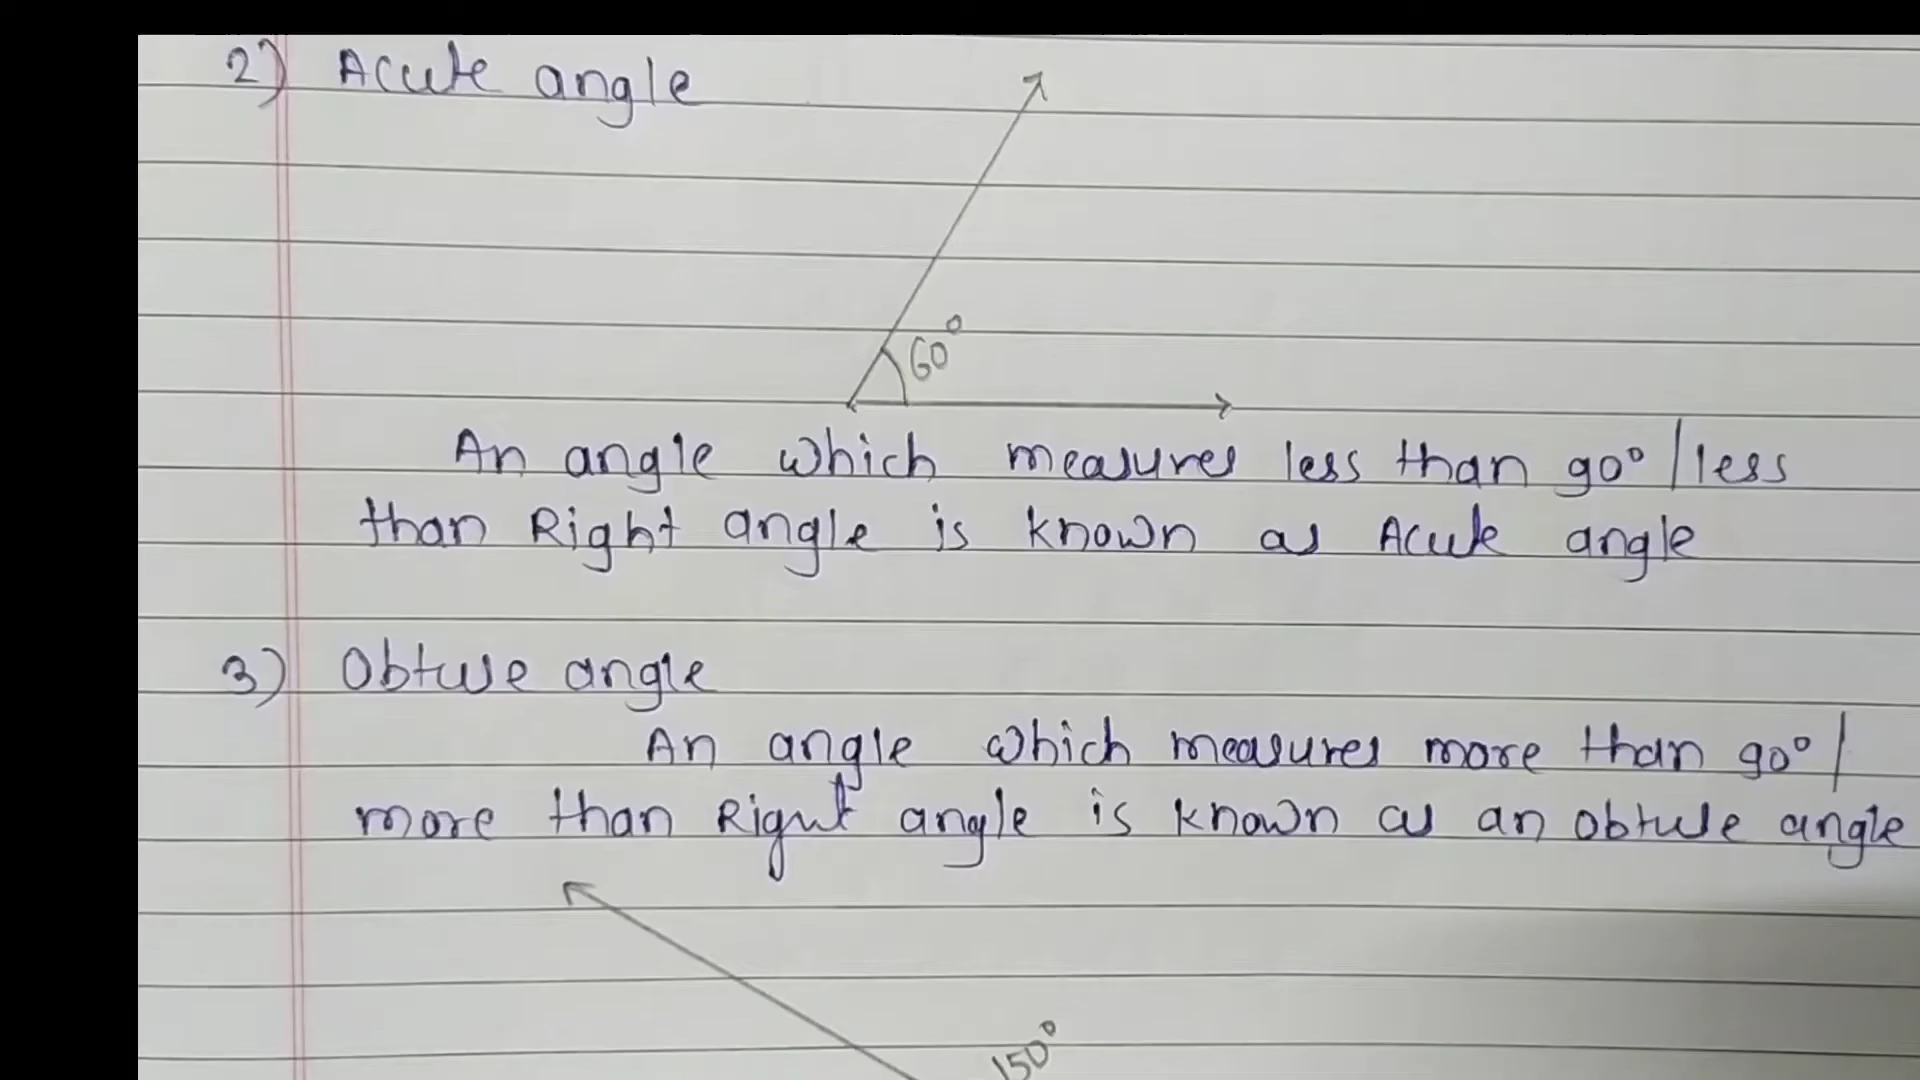 2) Acute angle
60°
An angle which measures less than 90° / less
than Right angle is known as Acute angle
3) Obtuse angle
An angle which measures more than 90° /
more than Right angle is known as an obtuse angle
150°